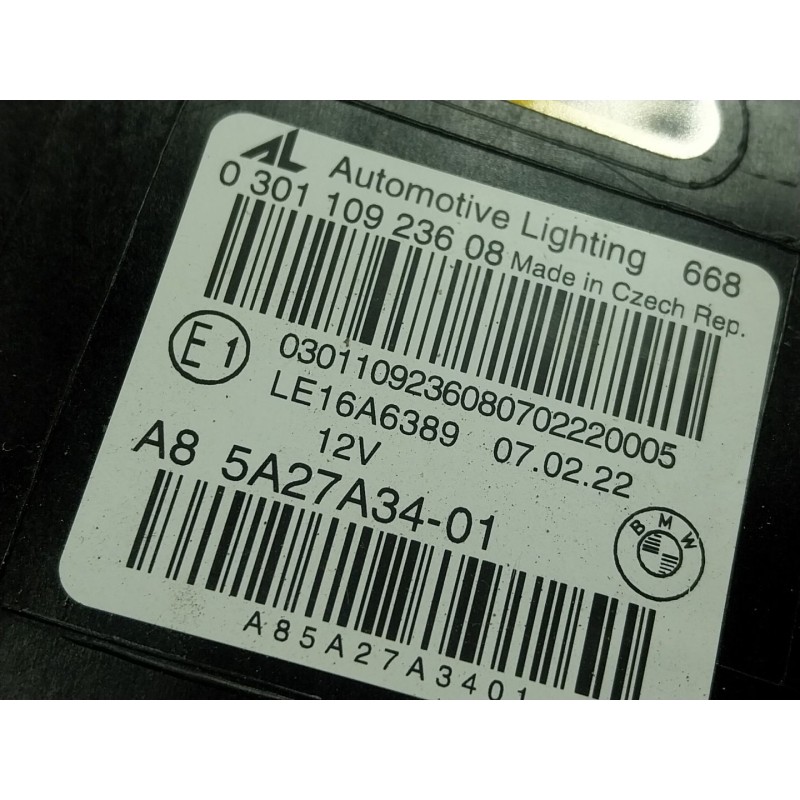 AL Automotive Lighting 668
0 301 109 236 08 Made in Czech Rep.
E1 0301109236080702220005
LE16A6389 07.02.22
12V
A8 5A27A34-01
BMW
A85A27A3401